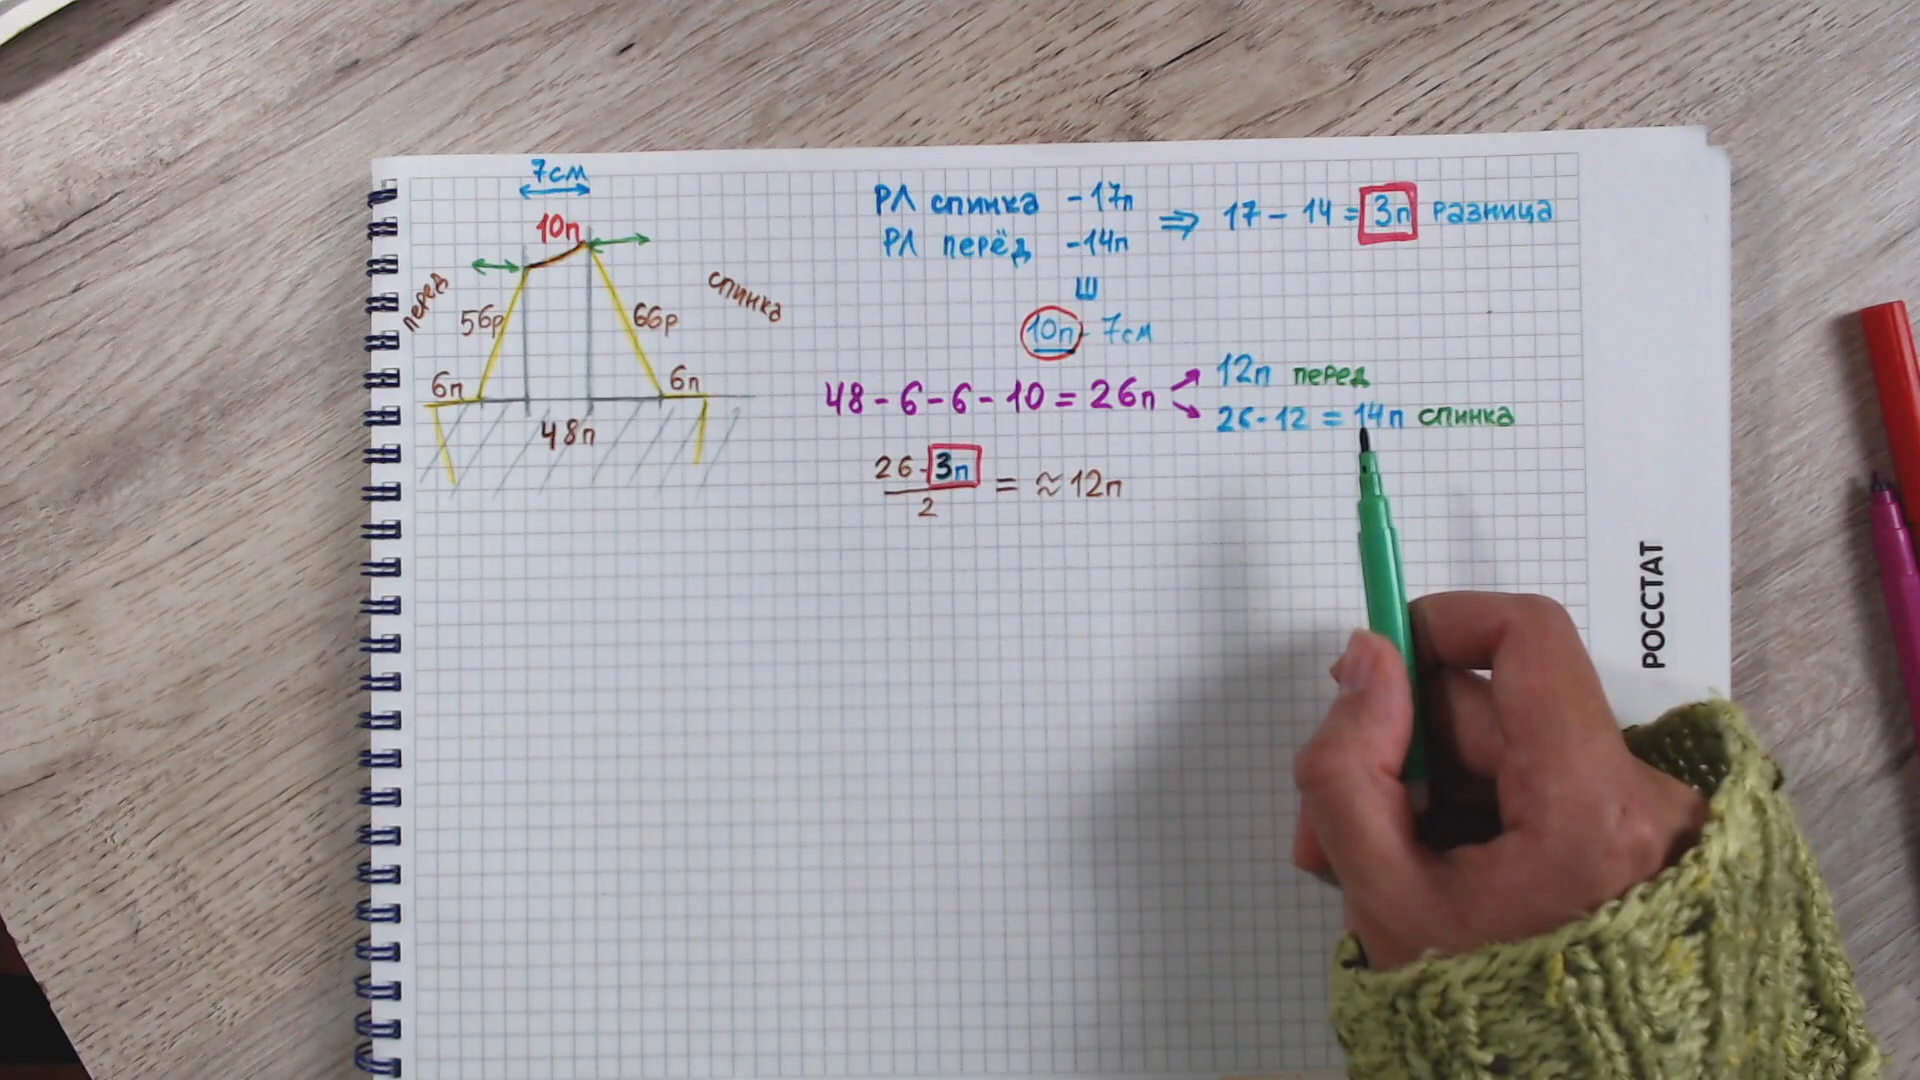 7см
10п
перед
56р
66р
спинка
6п
6п
48п
РЛ спинка - 17п
РЛ перёд - 14п
⇒ 17 - 14 = 3п разница
10п - 7см
48 - 6 - 6 - 10 = 26п
12п перед
26 - 12 = 14п спинка
26 - 3п
2
= ≈ 12п
РОССТАТ